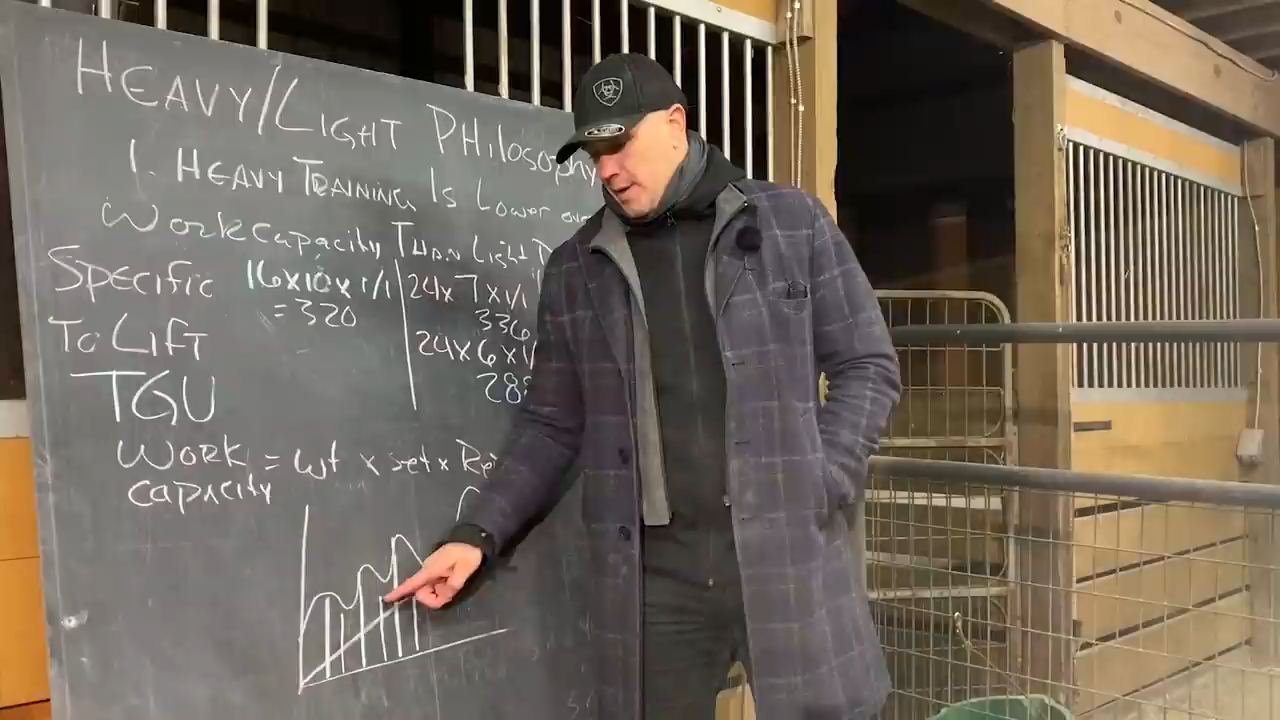 HEAVY/LIGHT PHilosophy
1. HEAVY TRAINING Is Lower over
Workcapacity THAN Light
Specific 16x10x1/1 24x7x1/1
=320 336
To LIFT 24x6x1/
TGU 288
Work = wt x set x Rep
capacity